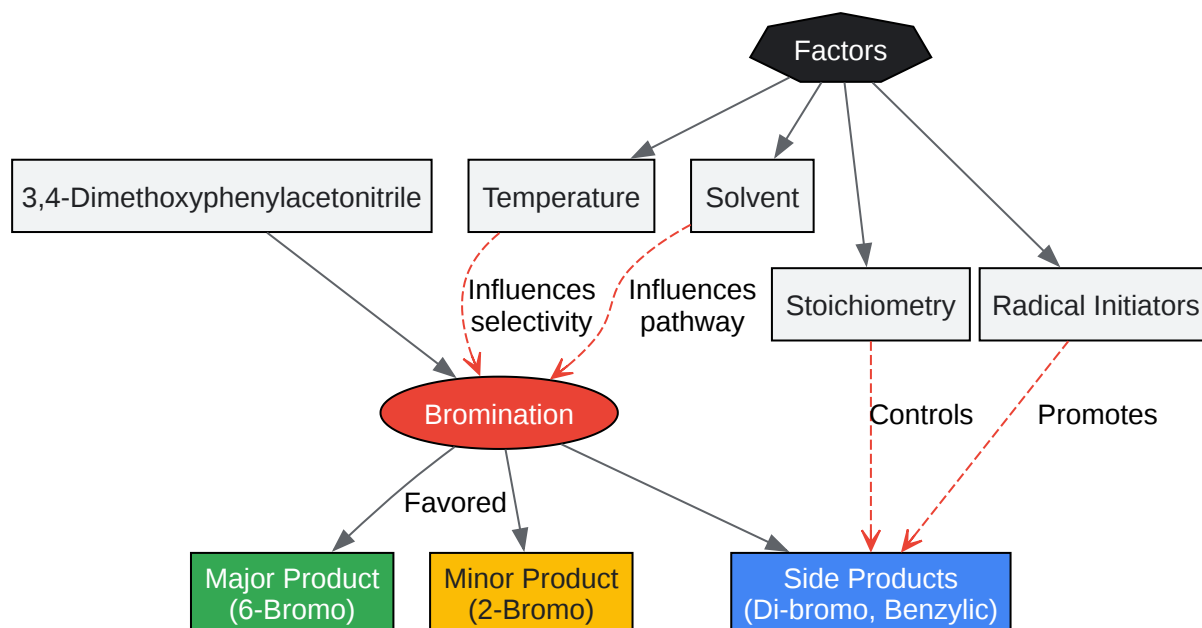 Factors
3,4-Dimethoxyphenylacetonitrile
Temperature
Solvent
Influences
selectivity
Influences
pathway
Stoichiometry
Radical Initiators
Bromination
Controls
Promotes
Favored
Major Product
(6-Bromo)
Minor Product
(2-Bromo)
Side Products
(Di-bromo, Benzylic)